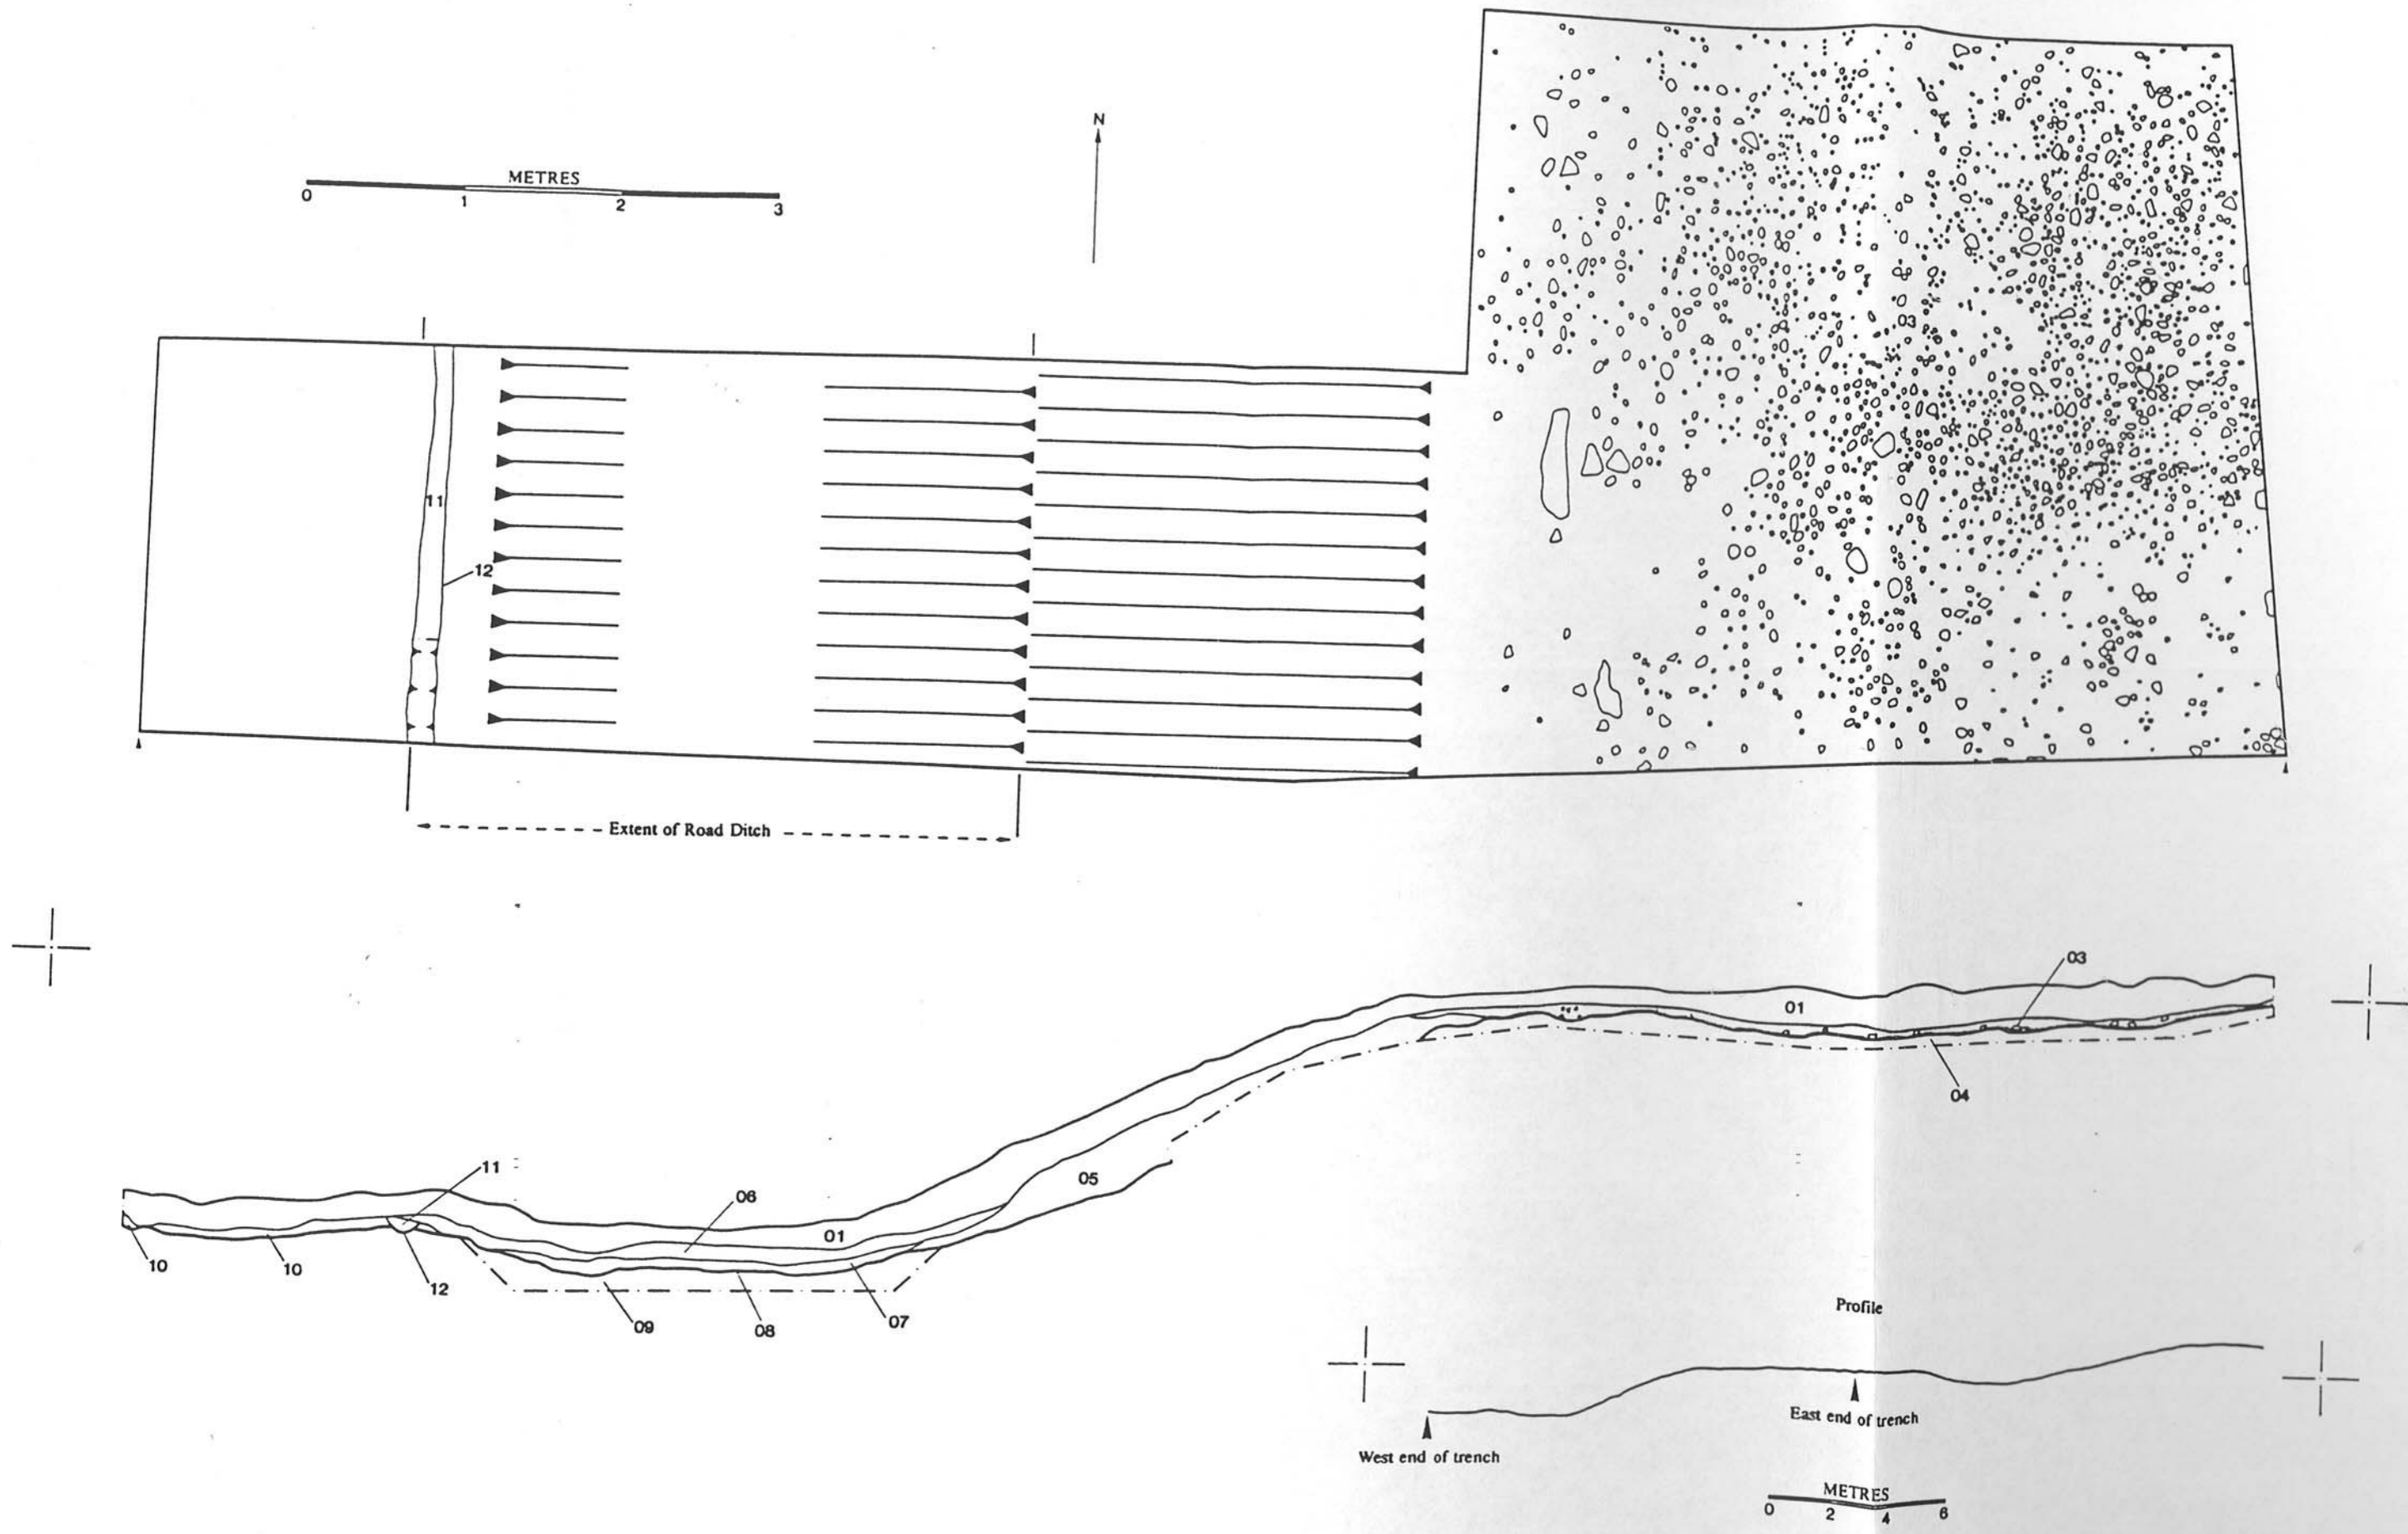 N
METRES
0 1 2 3
03
11
12
Extent of Road Ditch
03
01
04
05
11
06
01
10
10
12
09
08
07
Profile
East end of trench
West end of trench
METRES
0 2 4 6